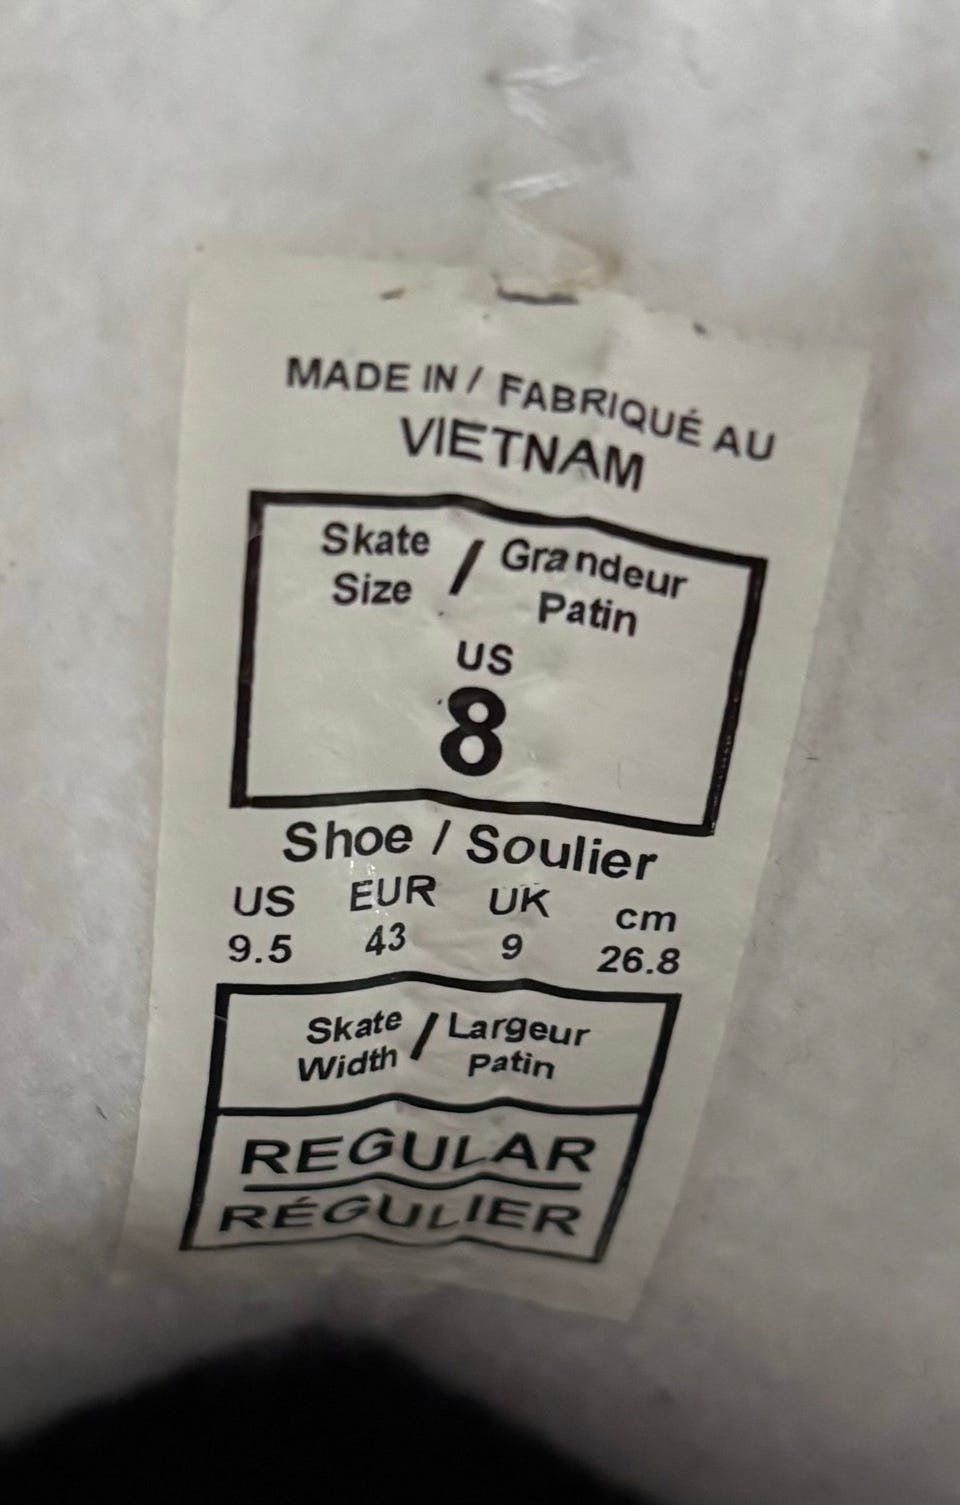 MADE IN / FABRIQUÉ AU
VIETNAM
Skate Size / Grandeur Patin
US
8
Shoe / Soulier
US EUR UK cm
9.5 43 9 26.8
Skate Width / Largeur Patin
REGULAR
RÉGULIER